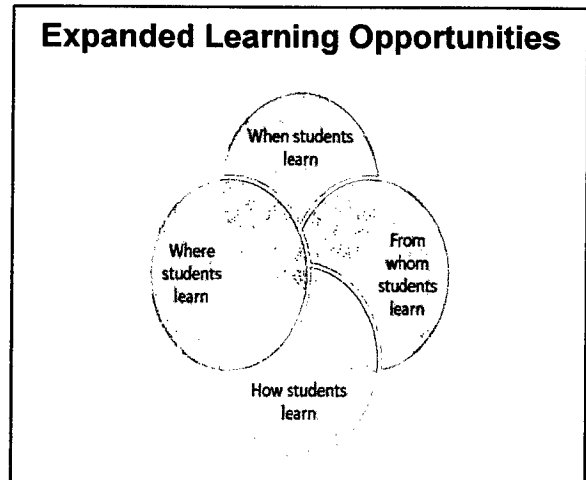 Expanded Learning Opportunities
When students
learn
Where
students
learn
From
whom
students
learn
How students
learn